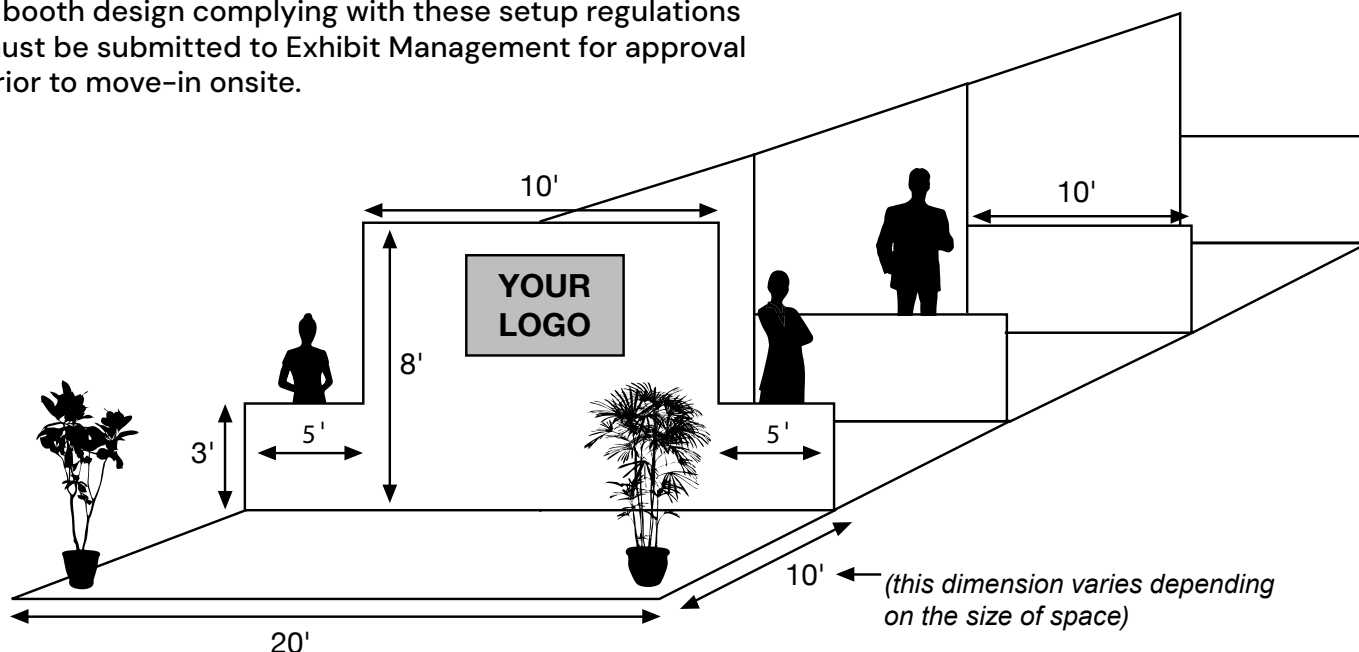 booth design complying with these setup regulations
ust be submitted to Exhibit Management for approval
rior to move-in onsite.
10'
10'
YOUR
LOGO
8'
3'
5'
5'
10'
(this dimension varies depending
on the size of space)
20'